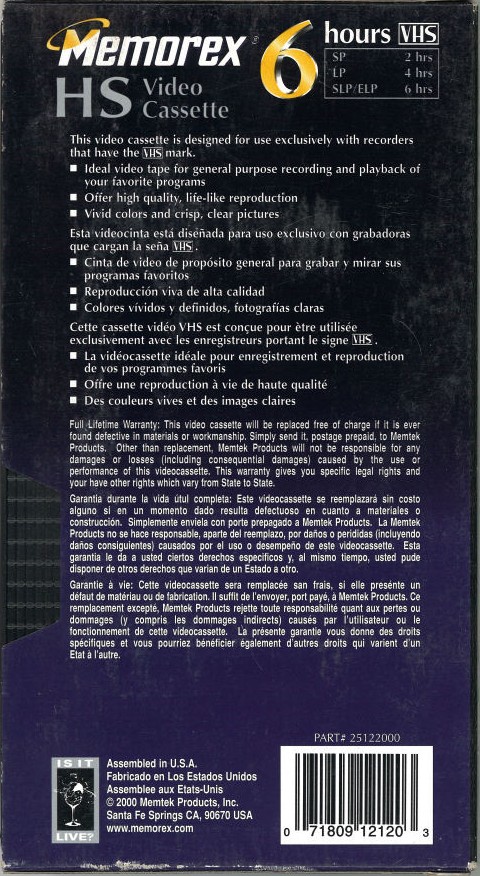 Memorex
6 hours VHS
SP 2 hrs
LP 4 hrs
SLP/ELP 6 hrs
HS Video
Cassette
This video cassette is designed for use exclusively with recorders
that have the VHS mark.
■ Ideal video tape for general purpose recording and playback of
your favorite programs
■ Offer high quality, life-like reproduction
■ Vivid colors and crisp, clear pictures
Esta videocinta está diseñada para uso exclusivo con grabadoras
que cargan la seña VHS .
■ Cinta de video de propósito general para grabar y mirar sus
programas favoritos
■ Reproducción viva de alta calidad
■ Colores vívidos y definidos, fotografías claras
Cette cassette vidéo VHS est conçue pour ètre utilisée
exclusivement avec les enregistreurs portant le signe VHS .
■ La vidéocassette idéale pour enregistrement et reproduction
de vos programmes favoris
■ Offre une reproduction à vie de haute qualité
■ Des couleurs vives et des images claires
Full Lifetime Warranty: This video cassette will be replaced free of charge if it is ever
found defective in materials or workmanship. Simply send it, postage prepaid, to Memtek
Products. Other than replacement, Memtek Products will not be responsible for any
damages or losses (including consequential damages) caused by the use or
performance of this videocassette. This warranty gives you specific legal rights and
your have other rights which vary from State to State.
Garantía durante la vida útul completa: Este videocassette se reemplazará sin costo
alguno si en un momento dado resulta defectuoso en cuanto a materiales o
construcción. Simplemente enviela con porte prepagado a Memtek Products. La Memtek
Products no se hace responsable, aparte del reemplazo, por daños o perdidas (incluyendo
daños consiguientes) causados por el uso o desempeño de este videocassette. Esta
garantía le da a usted ciertos derechos específicos y, al mismo tiempo, usted pude
disponer de otros derechos que varian de un Estado a otro.
Garantie à vie: Cette videocassette sera remplacée san frais, si elle présente un
défaut de matériau ou de fabrication. Il suffit de l'envoyer, port payé, à Memtek Products. Ce
remplacement excepté, Memtek Products rejette toute responsabilité quant aux pertes ou
dommages (y compris les dommages indirects) causés par l'utilisateur ou le
fonctionnement de cette vidéocassette. La présente garantie vous donne des droits
spécifiques et vous pourriez bénéficier également d'autres droits qui varient d'un
Etat à l'autre.
PART# 25122000
IS IT
LIVE?
Assembled in U.S.A.
Fabricado en Los Estados Unidos
Assemblee aux Etats-Unis
© 2000 Memtek Products, Inc.
Santa Fe Springs CA, 90670 USA
www.memorex.com
0 71809 12120 3